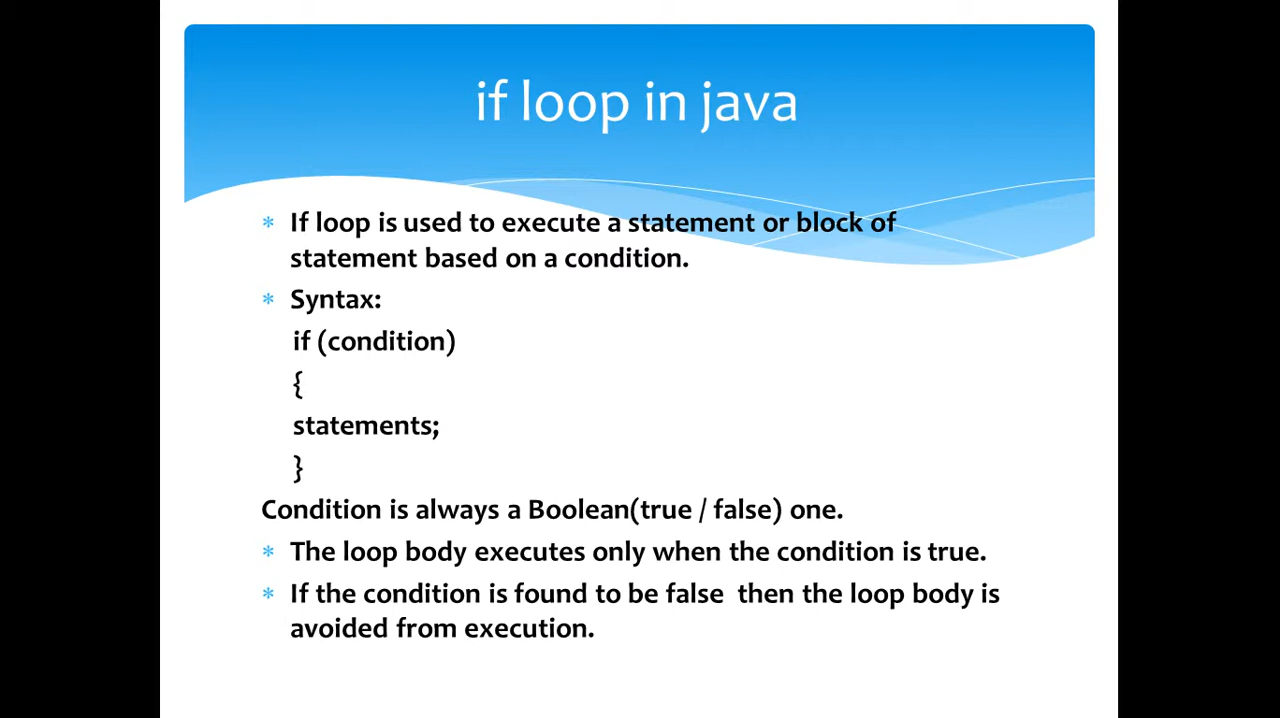 if loop in java
* If loop is used to execute a statement or block of
statement based on a condition.
* Syntax:
if (condition)
{
statements;
}
Condition is always a Boolean(true / false) one.
* The loop body executes only when the condition is true.
* If the condition is found to be false then the loop body is
avoided from execution.